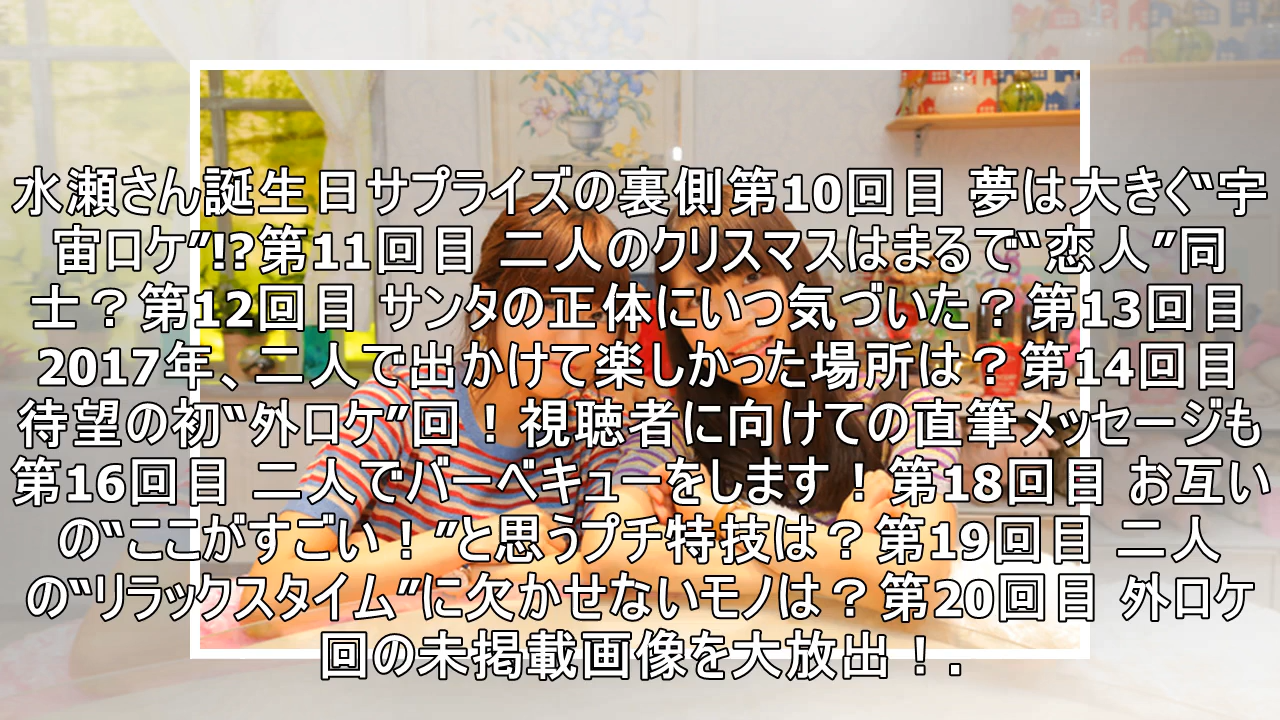 水瀬さん誕生日サプライズの裏側第10回目 夢は大きく“宇
宙ロケ”!?第11回目 二人のクリスマスはまるで“恋人”同
士？第12回目 サンタの正体にいつ気づいた？第13回目
2017年、二人で出かけて楽しかった場所は？第14回目
待望の初“外ロケ”回！視聴者に向けての直筆メッセージも
第16回目 二人でバーベキューをします！第18回目 お互い
の“ここがすごい！”と思うプチ特技は？第19回目 二人
の“リラックスタイム”に欠かせないモノは？第20回目 外ロケ
回の未掲載画像を大放出！.